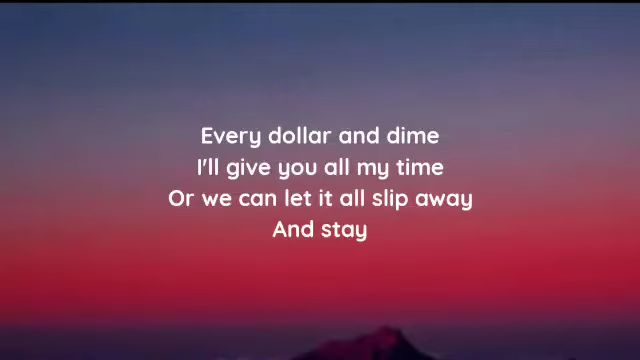 Every dollar and dime
I'll give you all my time
Or we can let it all slip away
And stay